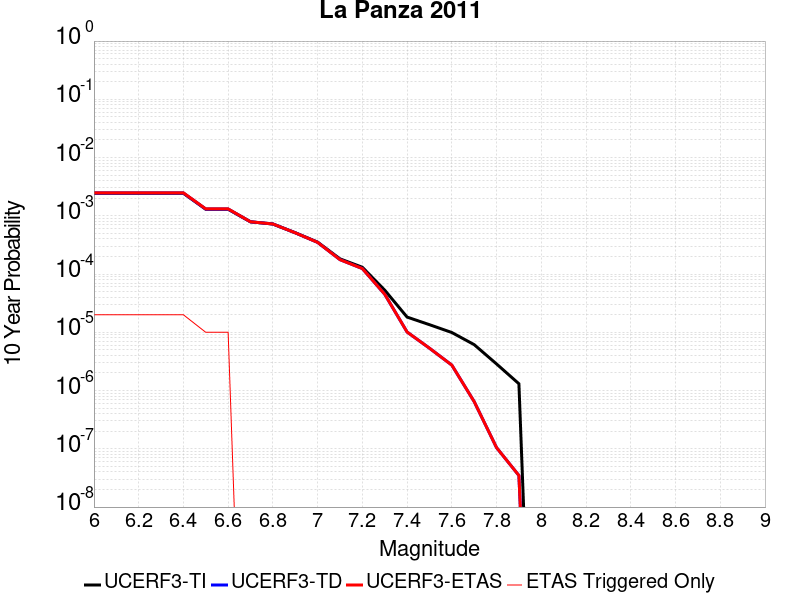 La Panza 2011
10^0
10^-1
10^-2
10^-3
10^-4
10^-5
10^-6
10^-7
10^-8
10 Year Probability
6 6.2 6.4 6.6 6.8 7 7.2 7.4 7.6 7.8 8 8.2 8.4 8.6 8.8 9
Magnitude
UCERF3-TI UCERF3-TD UCERF3-ETAS ETAS Triggered Only